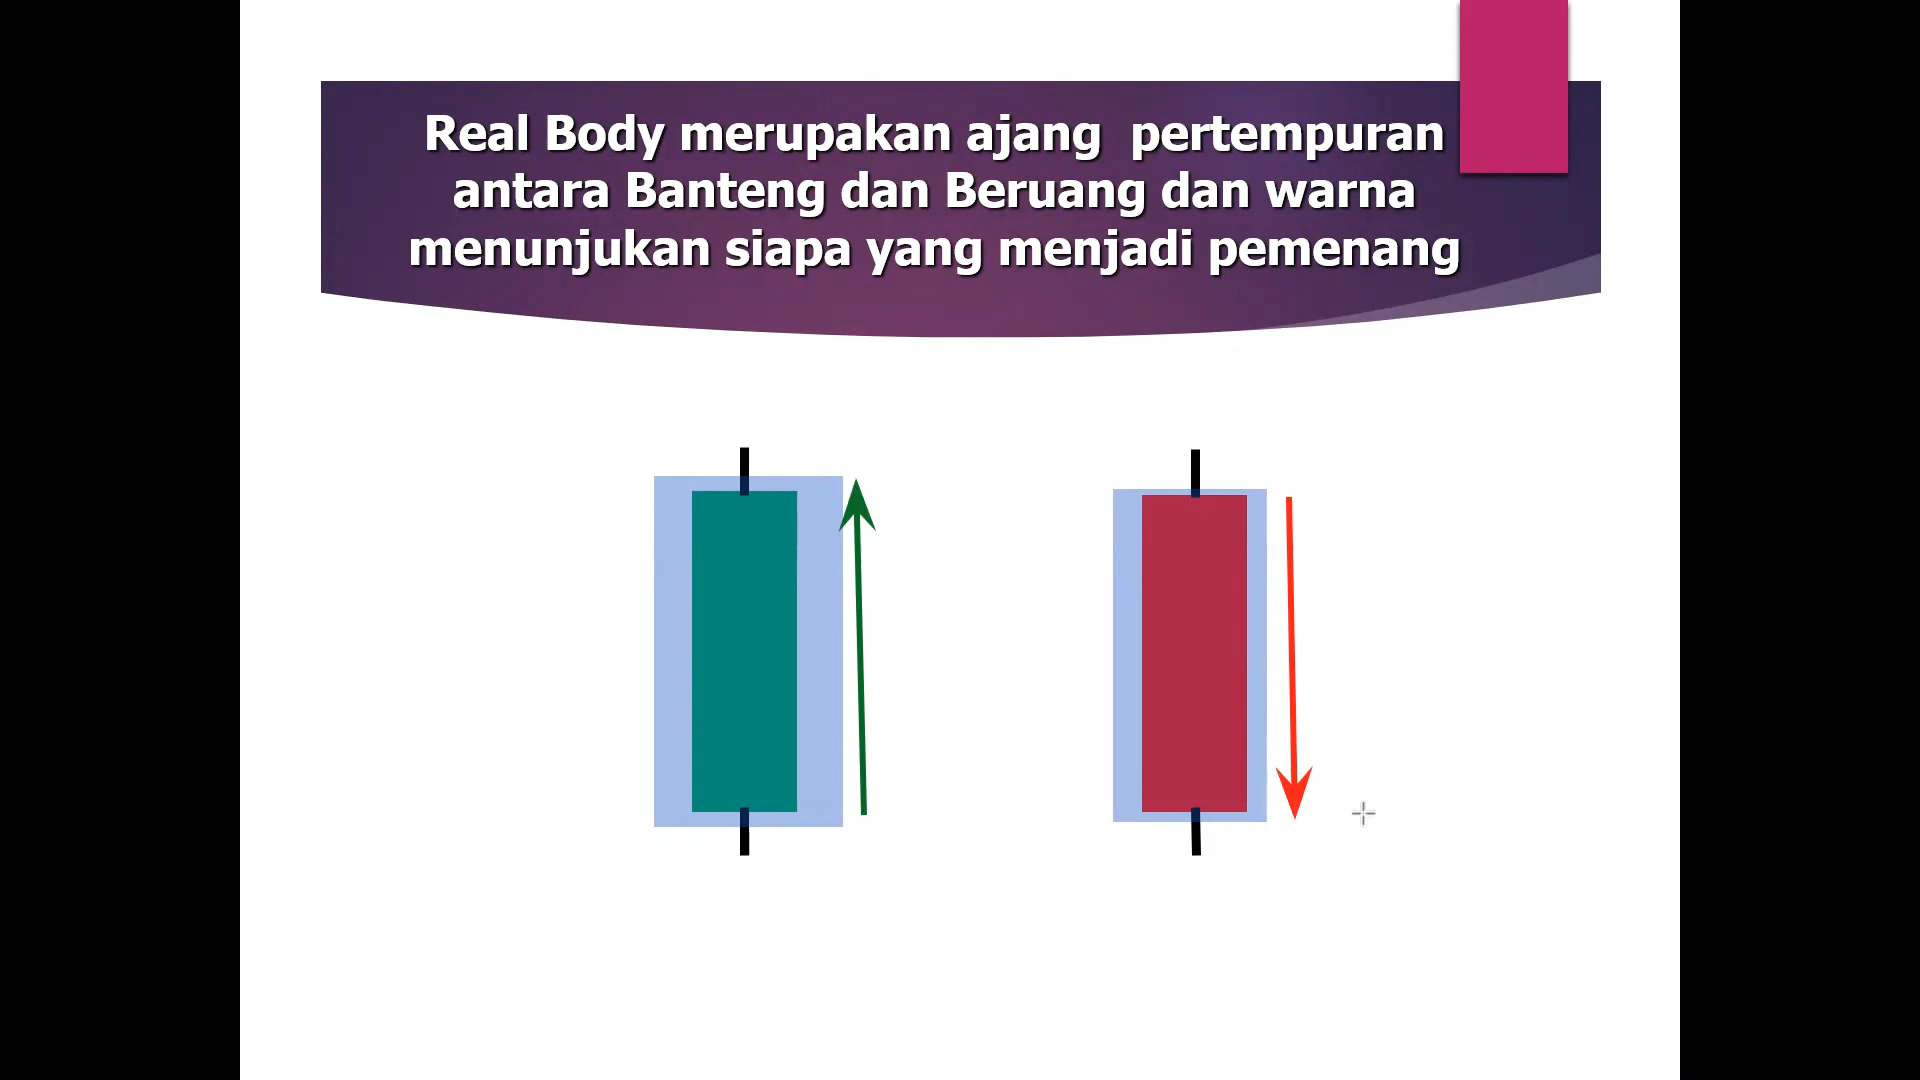 Real Body merupakan ajang  pertempuran
antara Banteng dan Beruang dan warna
menunjukan siapa yang menjadi pemenang